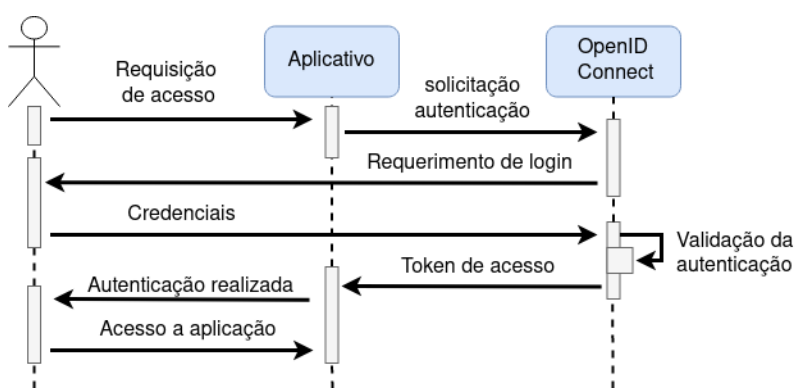 Aplicativo
OpenID
Connect
Requisição
de acesso
solicitação
autenticação
Requerimento de login
Credenciais
Validação da
autenticação
Token de acesso
Autenticação realizada
Acesso a aplicação